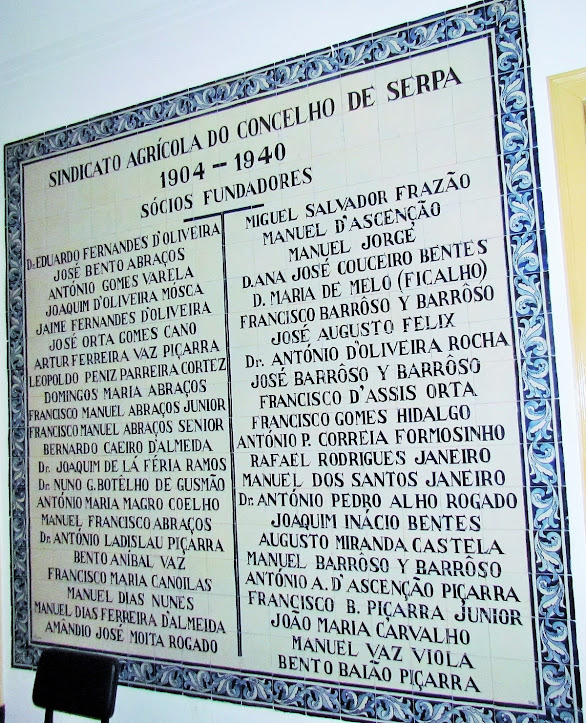 SINDICATO AGRÍCOLA DO CONCELHO DE SERPA
1904 - 1940
SÓCIOS FUNDADORES
Dr. EDUARDO FERNANDES D'OLIVEIRA
JOSÉ BENTO ABRAÇOS
ANTÓNIO GOMES VARELA
JOAQUIM D'OLIVEIRA MÓSCA
JAIME FERNANDES D'OLIVEIRA
JOSÉ ORTA GOMES CANO
ARTUR FERREIRA VAZ PIÇARRA
LEOPOLDO PENIZ PARREIRA CORTEZ
DOMINGOS MARIA ABRAÇOS
FRANCISCO MANUEL ABRAÇOS JUNIOR
FRANCISCO MANUEL ABRAÇOS SENIOR
BERNARDO CAEIRO D'ALMEIDA
Dr. JOAQUIM DE LÁ FÉRIA RAMOS
Dr. NUNO G. BOTÊLHO DE GUSMÃO
ANTÓNIO MARIA MAGRO COELHO
MANUEL FRANCISCO ABRAÇOS
Dr. ANTÓNIO LADISLAU PIÇARRA
BENTO ANÍBAL VAZ
FRANCISCO MARIA CANOILAS
MANUEL DIAS NUNES
MANUEL DIAS FERREIRA D'ALMEIDA
AMÂNDIO JOSÉ MOITA ROGADO
MIGUEL SALVADOR FRAZÃO
MANUEL D'ASCENÇÃO
MANUEL JORGE
D. ANA JOSÉ COUCEIRO BENTES
D. MARIA DE MELO (FICALHO)
FRANCISCO BARRÔSO Y BARRÔSO
JOSÉ AUGUSTO FELIX
Dr. ANTÓNIO D'OLIVEIRA ROCHA
JOSÉ BARRÔSO Y BARRÔSO
FRANCISCO D'ASSIS ORTA
FRANCISCO GOMES HIDALGO
ANTÓNIO P. CORREIA FORMOSINHO
RAFAEL RODRIGUES JANEIRO
MANUEL DOS SANTOS JANEIRO
Dr. ANTÓNIO PEDRO ALHO ROGADO
JOAQUIM INÁCIO BENTES
AUGUSTO MIRANDA CASTELA
MANUEL BARRÔSO Y BARRÔSO
ANTÓNIO A. D'ASCENÇÃO PIÇARRA
FRANCISCO B. PIÇARRA JUNIOR
JOÃO MARIA CARVALHO
MANUEL VAZ VIOLA
BENTO BAIÃO PIÇARRA